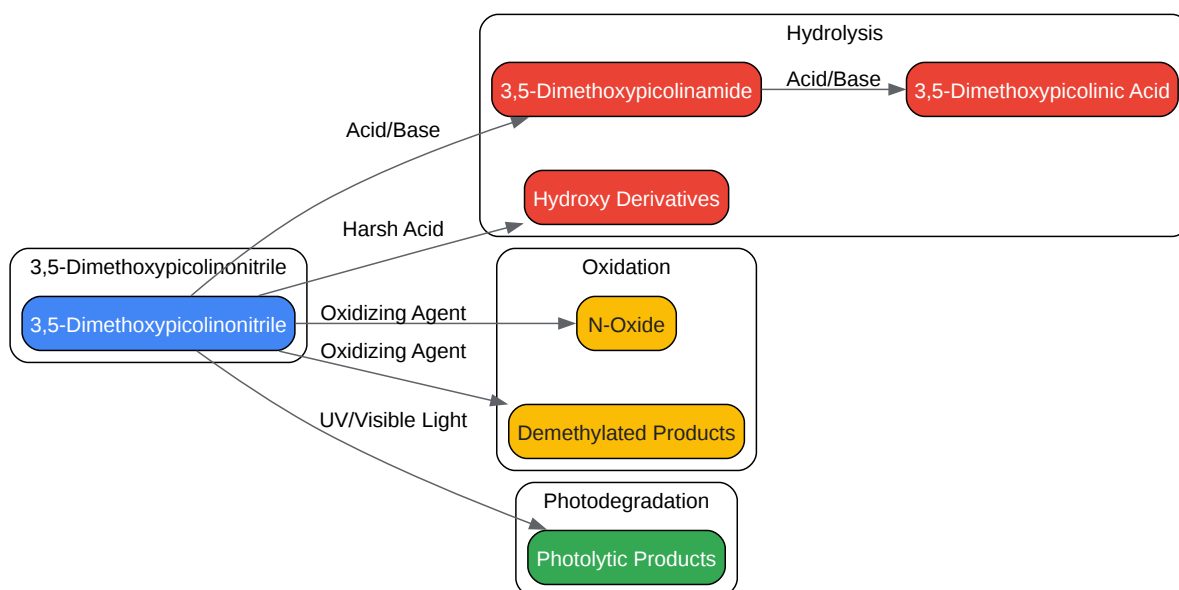 Hydrolysis
3,5-Dimethoxypicolinamide
Acid/Base
3,5-Dimethoxypicolinic Acid
Acid/Base
Hydroxy Derivatives
Harsh Acid
3,5-Dimethoxypicolinonitrile
3,5-Dimethoxypicolinonitrile
Oxidation
Oxidizing Agent
N-Oxide
Oxidizing Agent
Demethylated Products
UV/Visible Light
Photodegradation
Photolytic Products